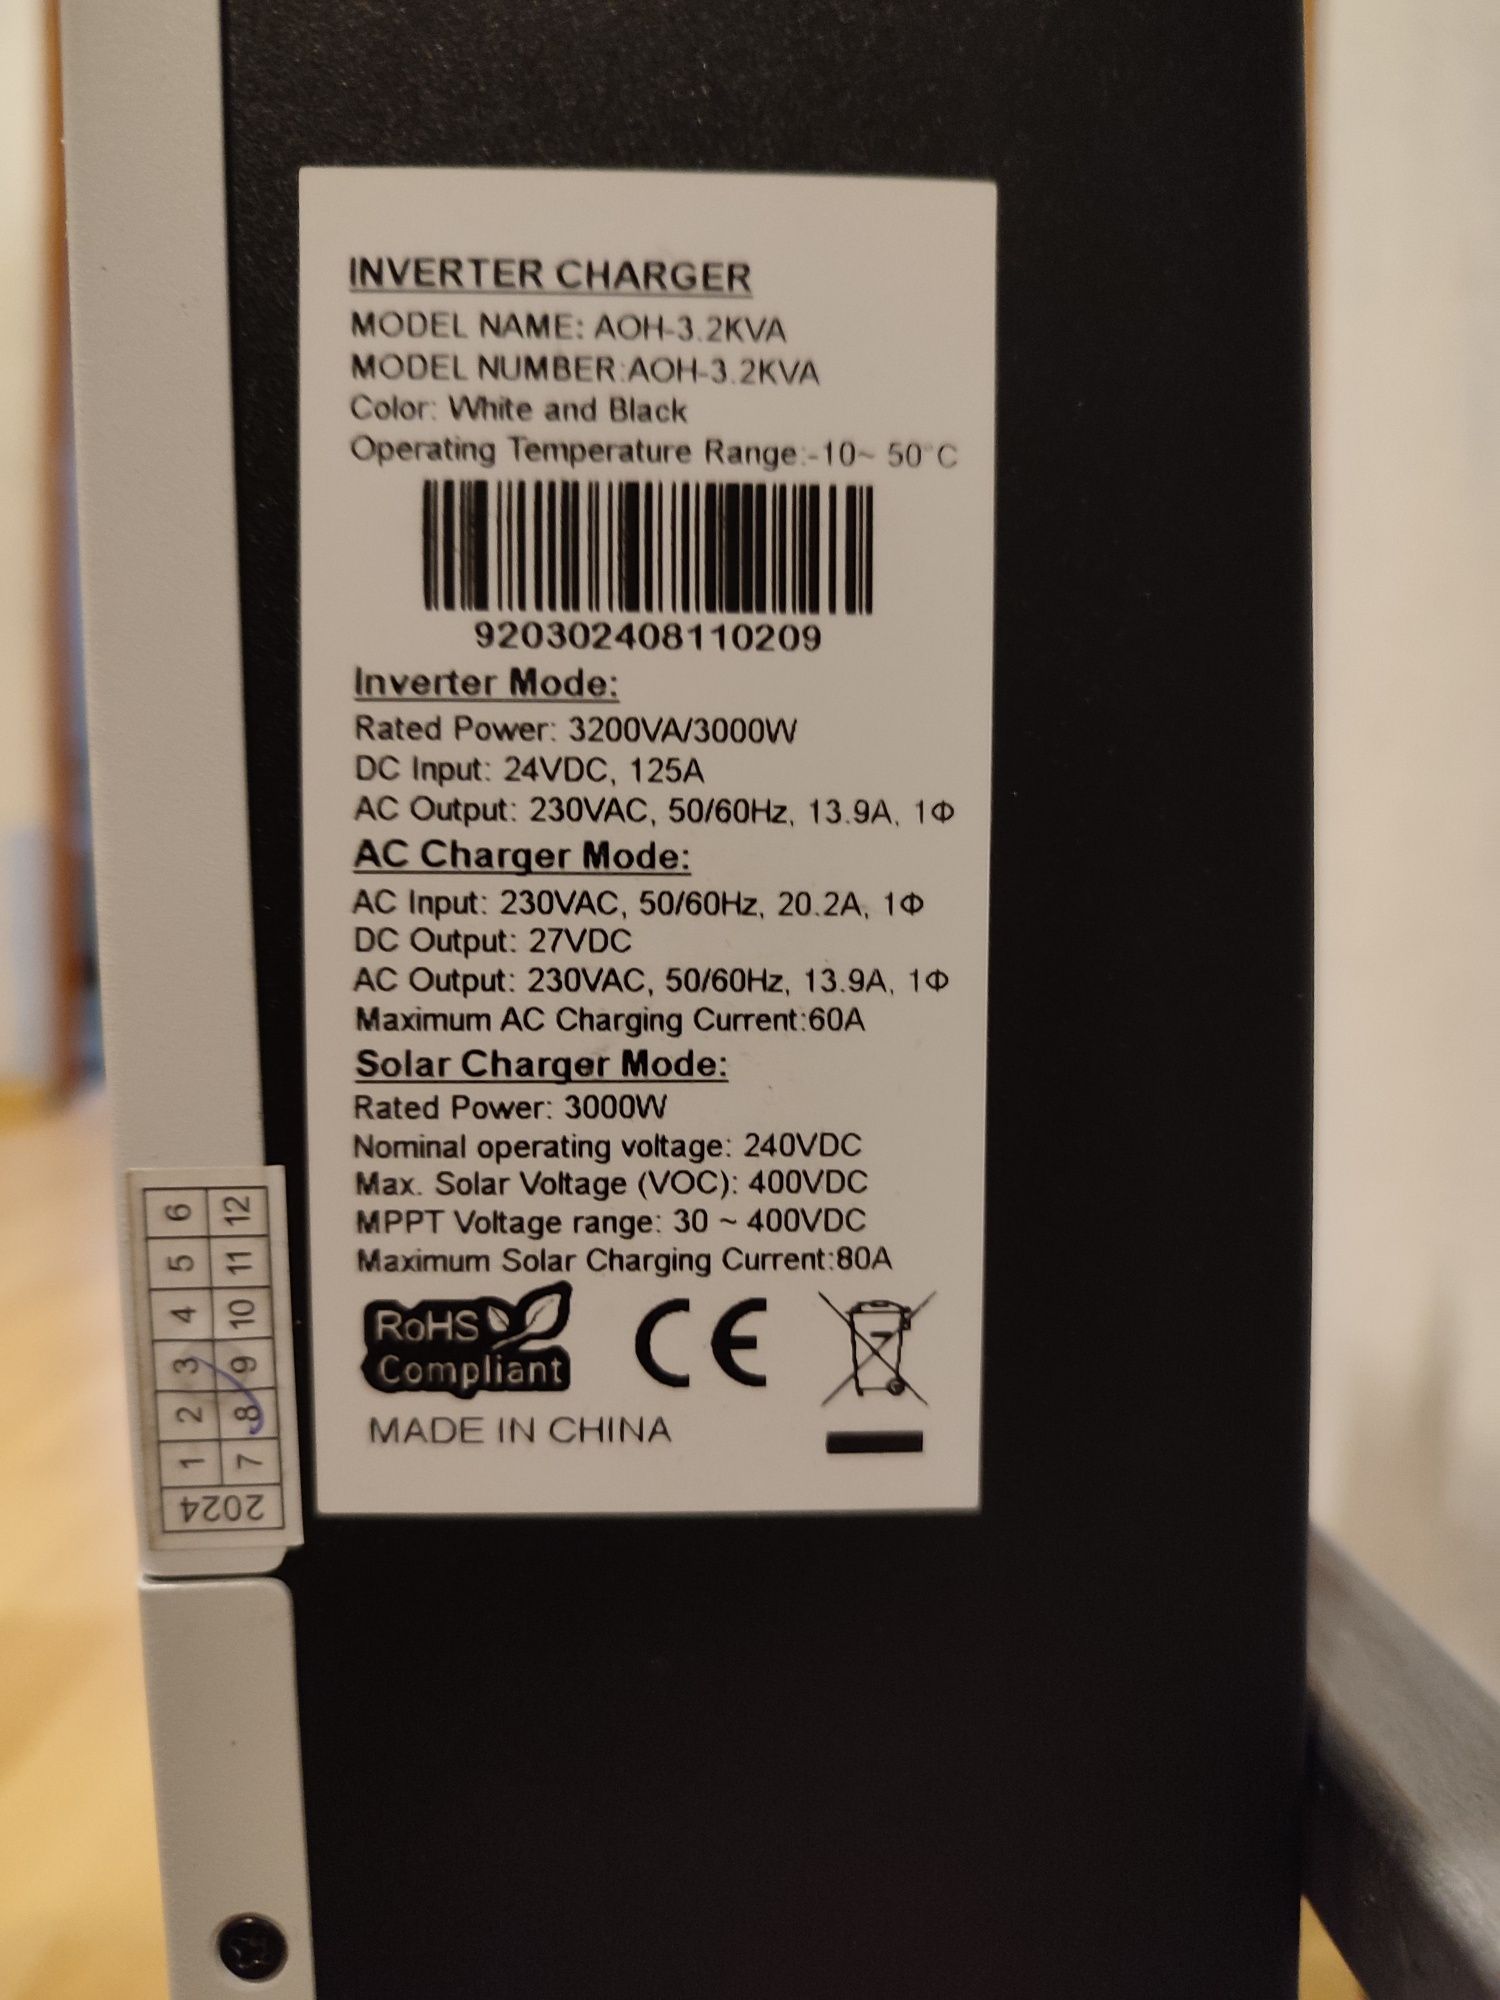 INVERTER CHARGER
MODEL NAME: AOH-3.2KVA
MODEL NUMBER:AOH-3.2KVA
Color: White and Black
Operating Temperature Range:-10~ 50°C
920302408110209
Inverter Mode:
Rated Power: 3200VA/3000W
DC Input: 24VDC, 125A
AC Output: 230VAC, 50/60Hz, 13.9A, 1Φ
AC Charger Mode:
AC Input: 230VAC, 50/60Hz, 20.2A, 1Φ
DC Output: 27VDC
AC Output: 230VAC, 50/60Hz, 13.9A, 1Φ
Maximum AC Charging Current:60A
Solar Charger Mode:
Rated Power: 3000W
Nominal operating voltage: 240VDC
Max. Solar Voltage (VOC): 400VDC
MPPT Voltage range: 30 ~ 400VDC
Maximum Solar Charging Current:80A
RoHS
Compliant
CE
MADE IN CHINA
2024
1 2 3 4 5 6
7 8 9 10 11 12